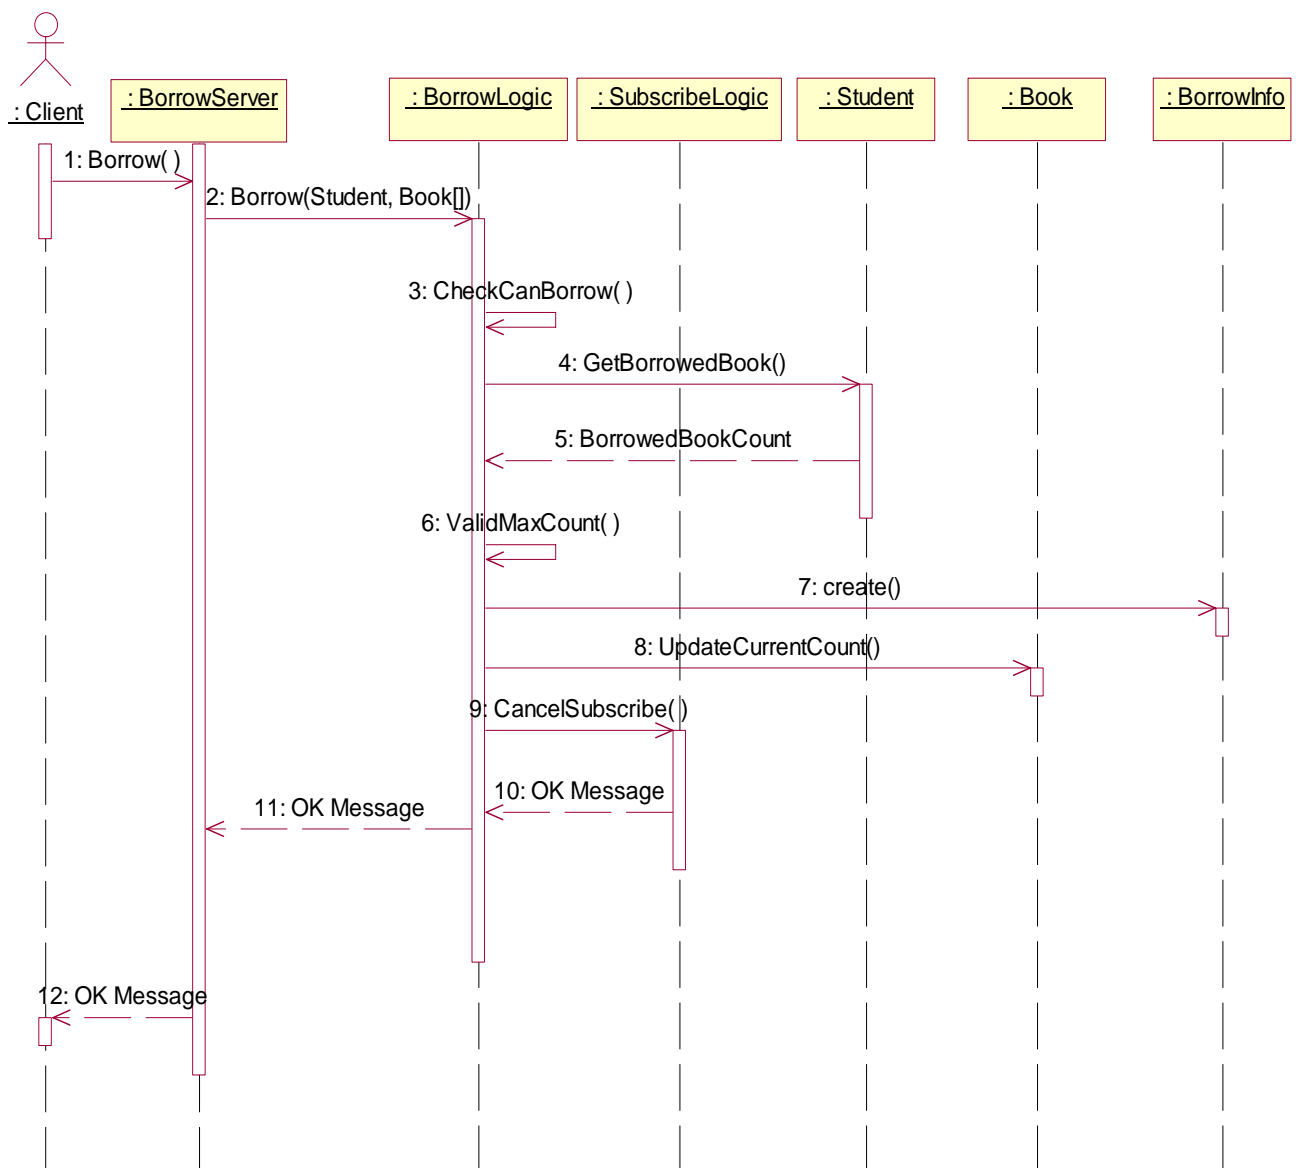 : Client
: BorrowServer
: BorrowLogic
: SubscribeLogic
: Student
: Book
: BorrowInfo
1: Borrow( )
2: Borrow(Student, Book[])
3: CheckCanBorrow( )
4: GetBorrowedBook()
5: BorrowedBookCount
6: ValidMaxCount( )
7: create()
8: UpdateCurrentCount()
9: CancelSubscribe( )
10: OK Message
11: OK Message
12: OK Message